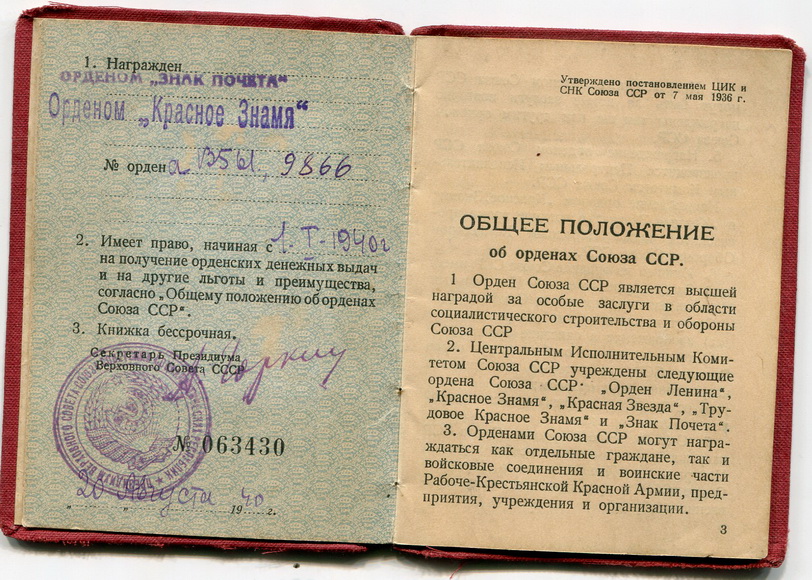 1. Награжден
ОРДЕНОМ „ЗНАК ПОЧЕТА“
Орденом „Красное Знамя“
№ ордена 9866
2. Имеет право, начиная с 1.I-1940г
на получение орденских денежных выдач
и на другие льготы и преимущества,
согласно „Общему положению об орденах
Союза ССР“.
3. Книжка бессрочная.
Секретарь Президиума
Верховного Совета СССР
№ 063430
20 Августа 40
„ “ 19 г.
Утверждено постановлением ЦИК и
СНК Союза ССР от 7 мая 1936 г.
ОБЩЕЕ ПОЛОЖЕНИЕ
об орденах Союза ССР.
1 Орден Союза ССР является высшей
наградой за особые заслуги в области
социалистического строительства и обороны
Союза ССР
2. Центральным Исполнительным Коми-
тетом Союза ССР учреждены следующие
ордена Союза ССР· „Орден Ленина“,
„Красное Знамя“, „Красная Звезда“, „Тру-
довое Красное Знамя“ и „Знак Почета“.
3. Орденами Союза ССР могут награ-
ждаться как отдельные граждане, так и
войсковые соединения и воинские части
Рабоче-Крестьянской Красной Армии, пред-
приятия, учреждения и организации.
3